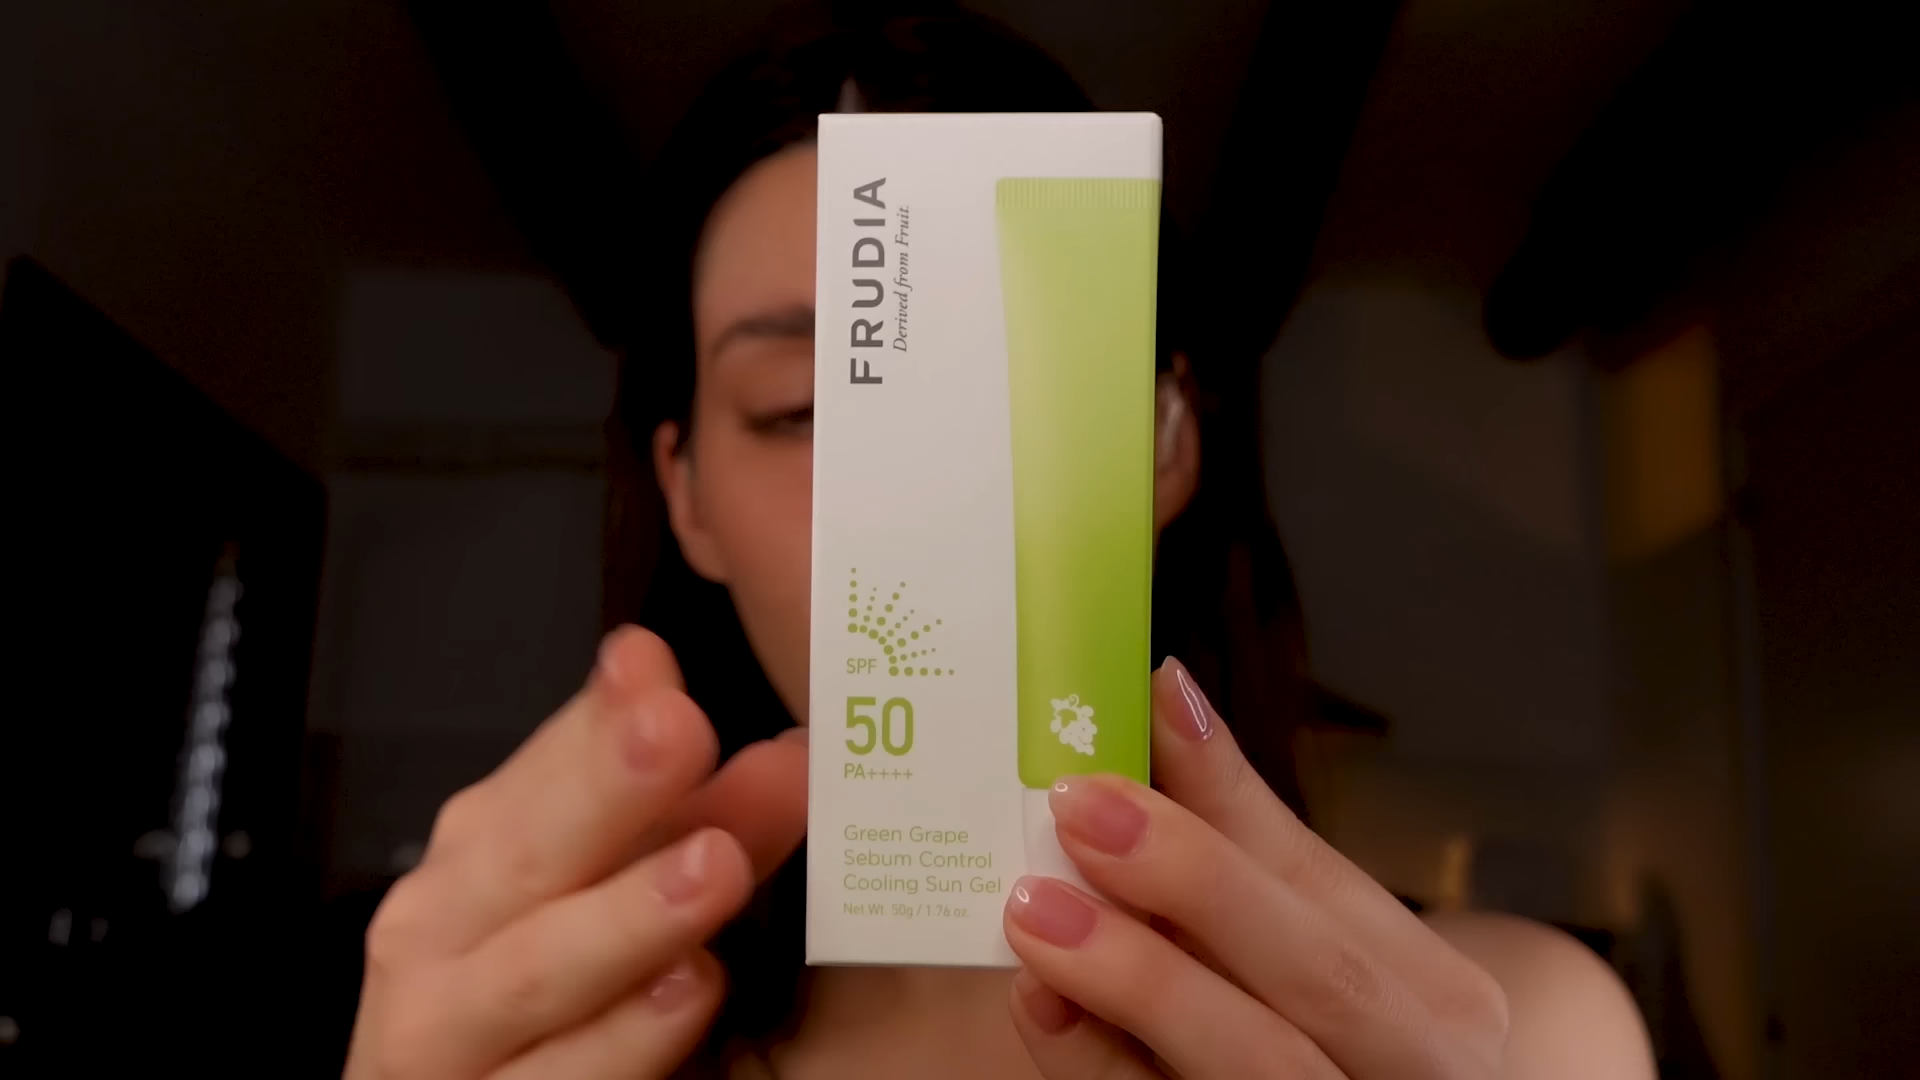 FRUDIA
Derived from Fruit.
SPF
50
PA++++
Green Grape
Sebum Control
Cooling Sun Gel
Net Wt. 50g / 1.76 oz.